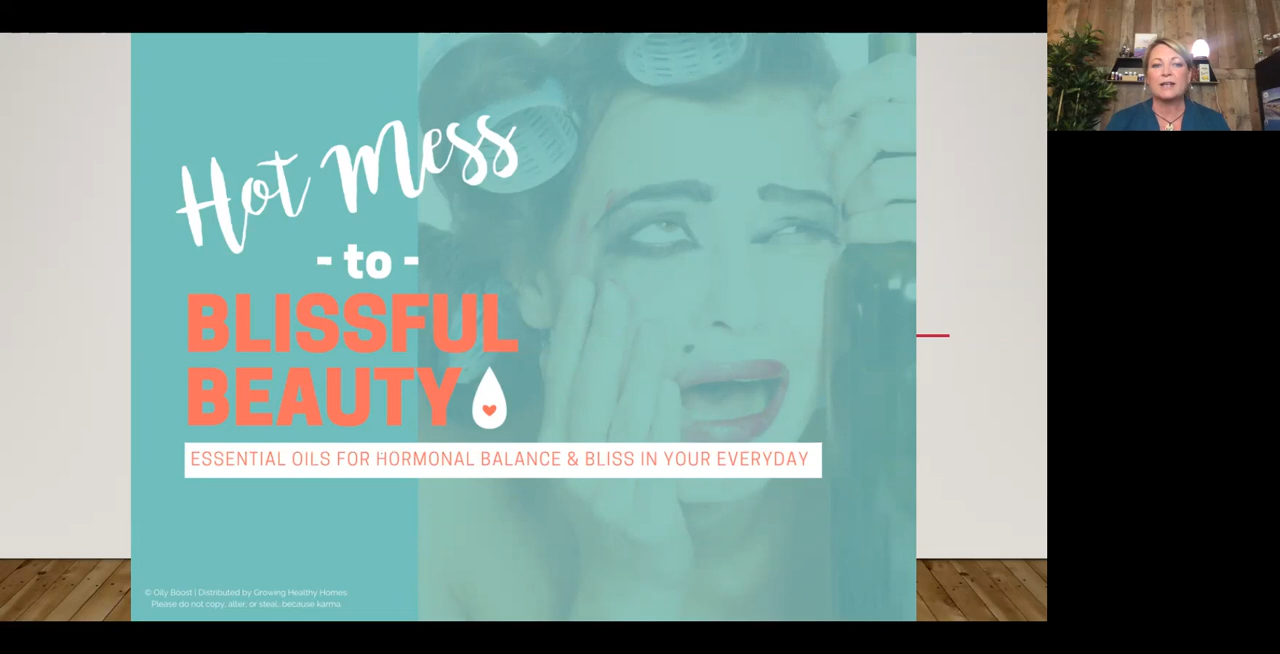 Hot Mess
- to -
BLISSFUL
BEAUTY
ESSENTIAL OILS FOR HORMONAL BALANCE & BLISS IN YOUR EVERYDAY
© Oily Boost | Distributed by Growing Healthy Homes.
Please do not copy, alter, or steal, because karma.